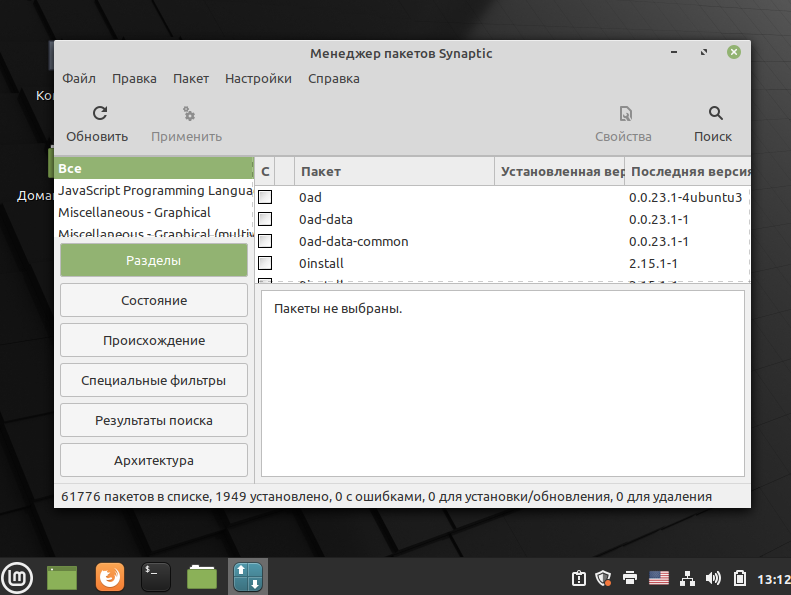 Менеджер пакетов Synaptic
Файл Правка Пакет Настройки Справка
Обновить Применить Свойства Поиск
Все
JavaScript Programming Langua
Miscellaneous - Graphical
Miscellaneous - Graphical (multiv
Разделы
Состояние
Происхождение
Специальные фильтры
Результаты поиска
Архитектура
С Пакет Установленная вер Последняя версия
0ad 0.0.23.1-4ubuntu3
0ad-data 0.0.23.1-1
0ad-data-common 0.0.23.1-1
0install 2.15.1-1
Пакеты не выбраны.
61776 пакетов в списке, 1949 установлено, 0 с ошибками, 0 для установки/обновления, 0 для удаления
Ко
Дома
13:12